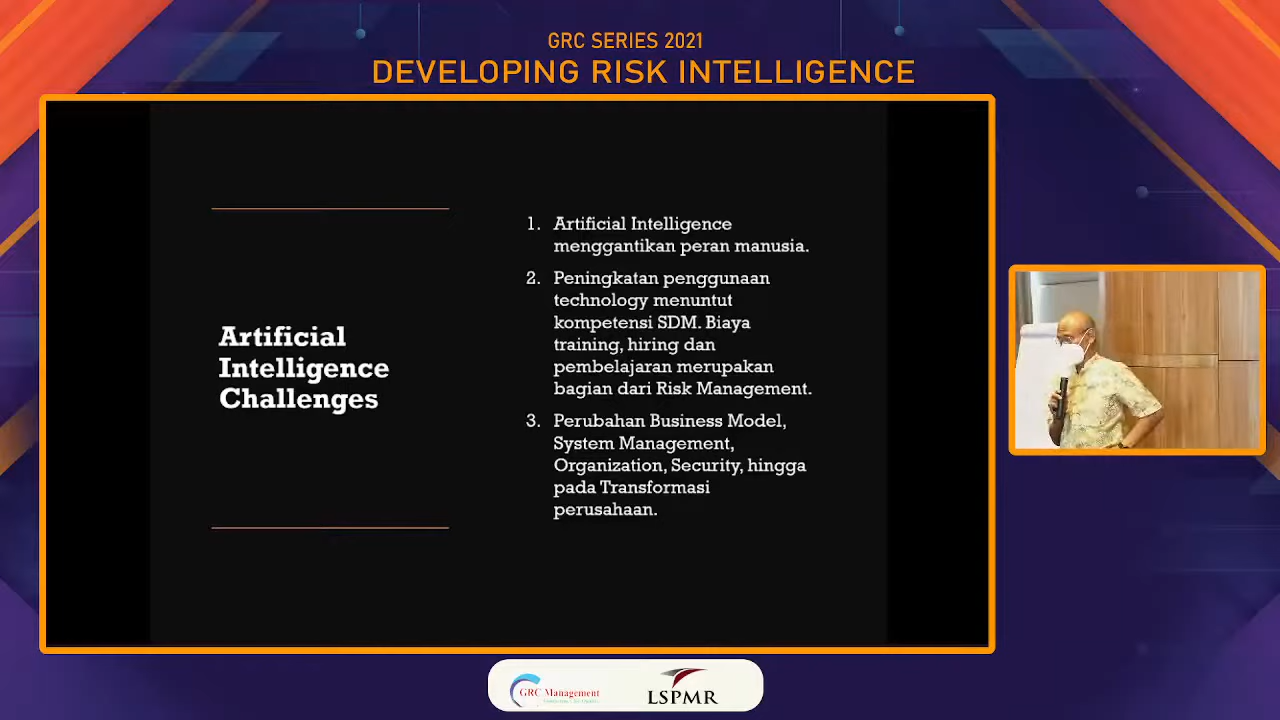 GRC SERIES 2021
DEVELOPING RISK INTELLIGENCE
Artificial
Intelligence
Challenges
1. Artificial Intelligence
menggantikan peran manusia.
2. Peningkatan penggunaan
technology menuntut
kompetensi SDM. Biaya
training, hiring dan
pembelajaran merupakan
bagian dari Risk Management.
3. Perubahan Business Model,
System Management,
Organization, Security, hingga
pada Transformasi
perusahaan.
GRC Management
LSPMR